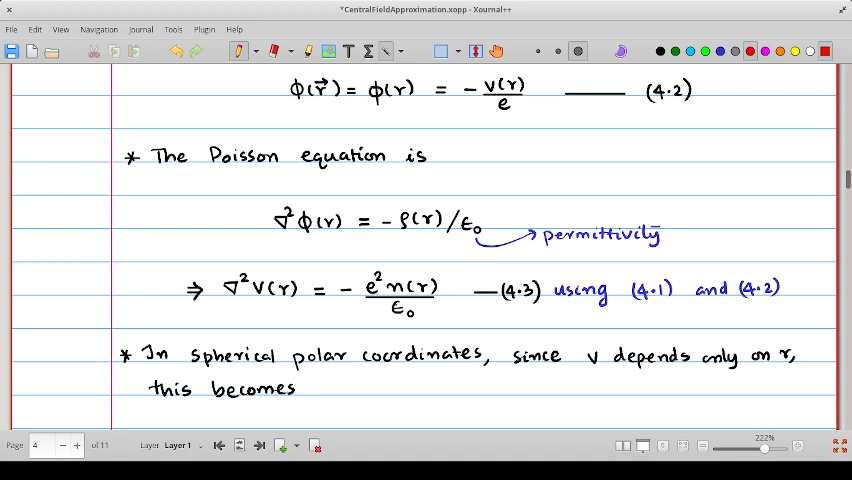 *CentralFieldApproximation.xopp - Xournal++
File Edit View Navigation Journal Tools Plugin Help
ϕ(r⃗) = ϕ(r) = - V(r)/e —— (4.2)
* The Poisson equation is
∇²ϕ(r) = - ρ(r)/ε₀ → permittivity
⇒ ∇²V(r) = - e²n(r)/ε₀ —(4.3) using (4.1) and (4.2)
* In spherical polar coordinates, since V depends only on r,
this becomes
Page 4 of 11 Layer Layer 1 222%